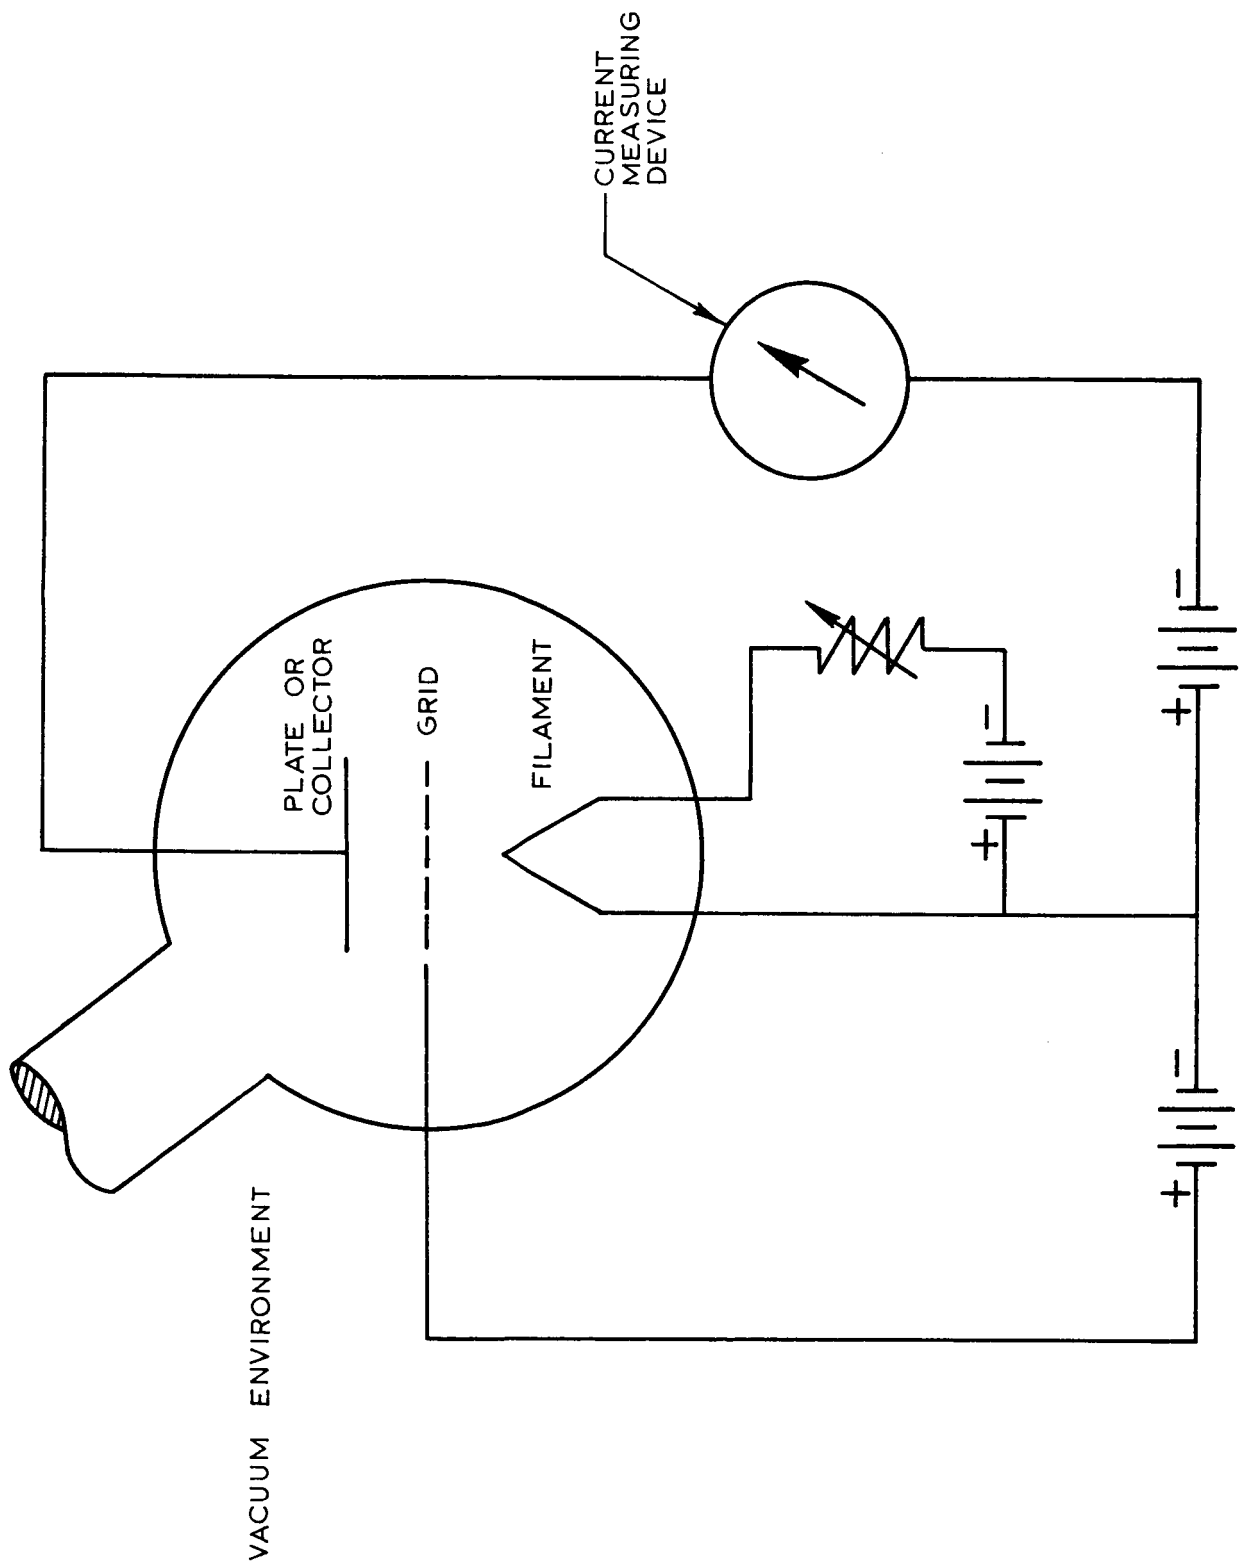 VACUUM ENVIRONMENT
PLATE OR
COLLECTOR
GRID
FILAMENT
CURRENT
MEASURING
DEVICE
+
-
+
-
+
-